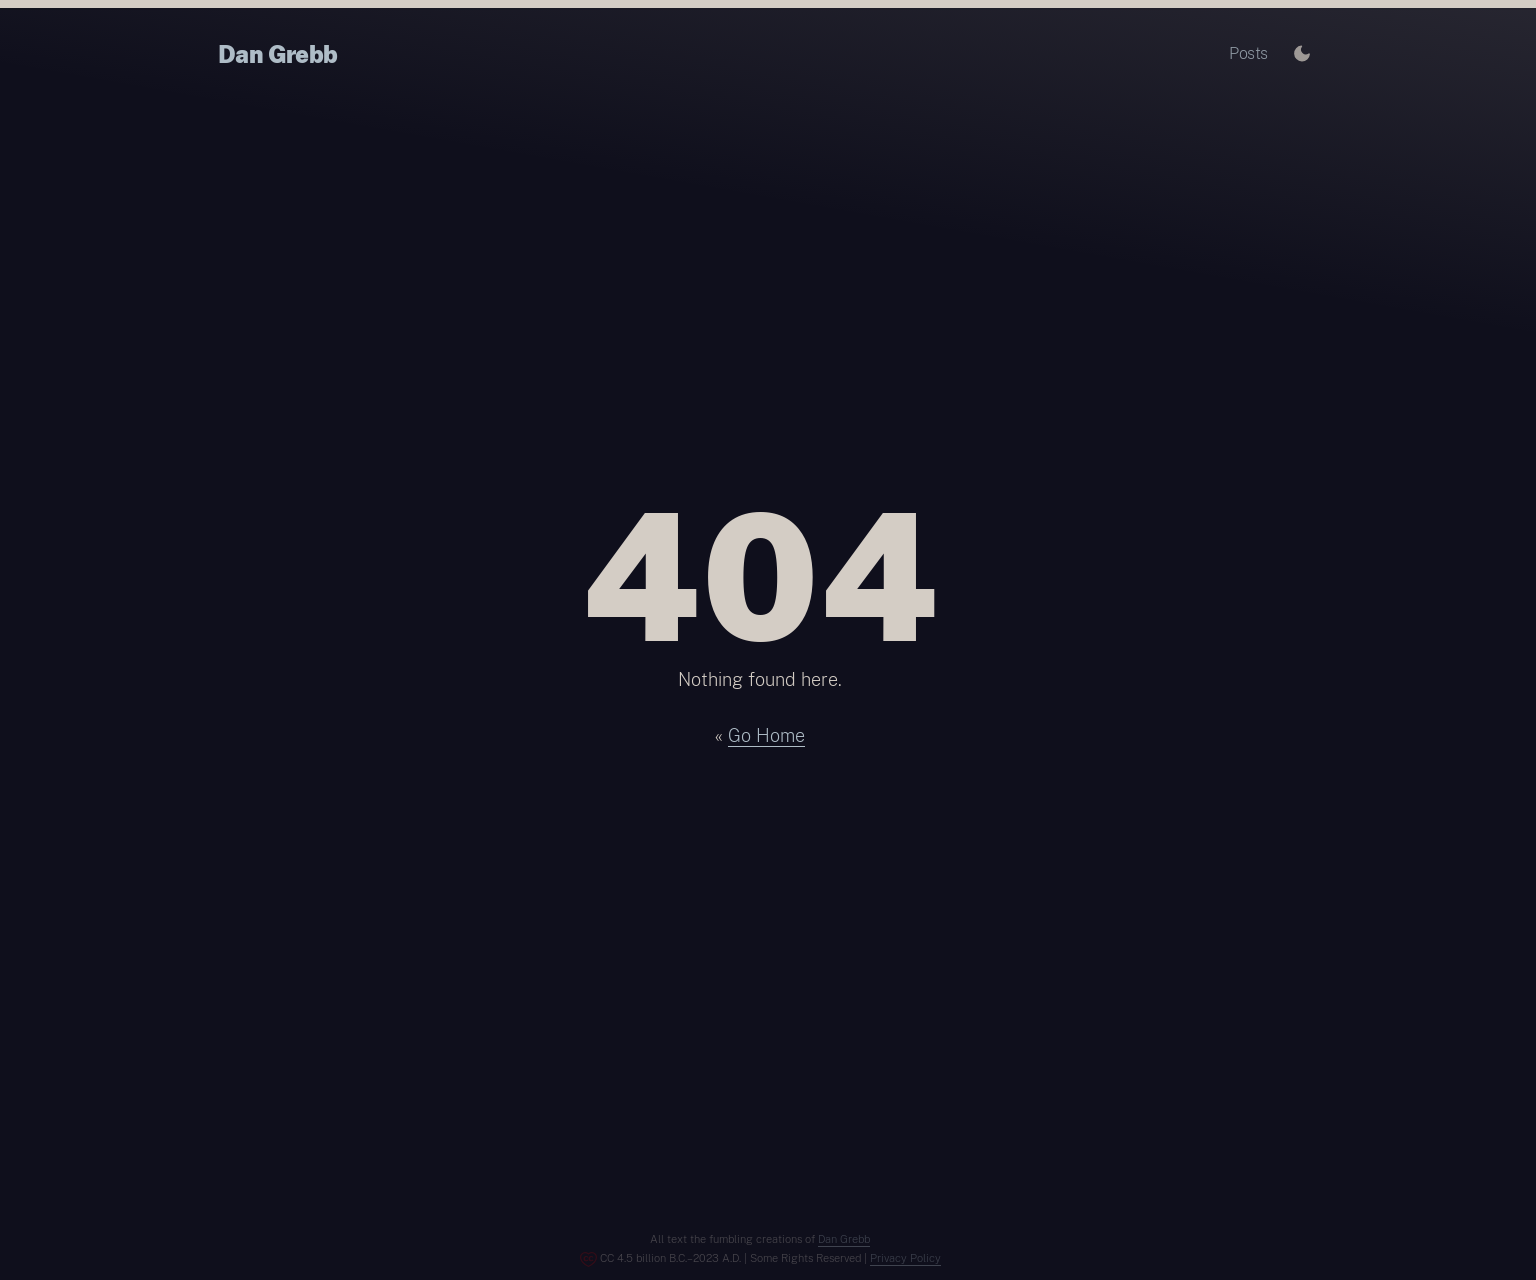 Dan Grebb
Posts
404
Nothing found here.
« Go Home
All text the fumbling creations of Dan Grebb
CC 4.5 billion B.C.–2023 A.D. | Some Rights Reserved | Privacy Policy